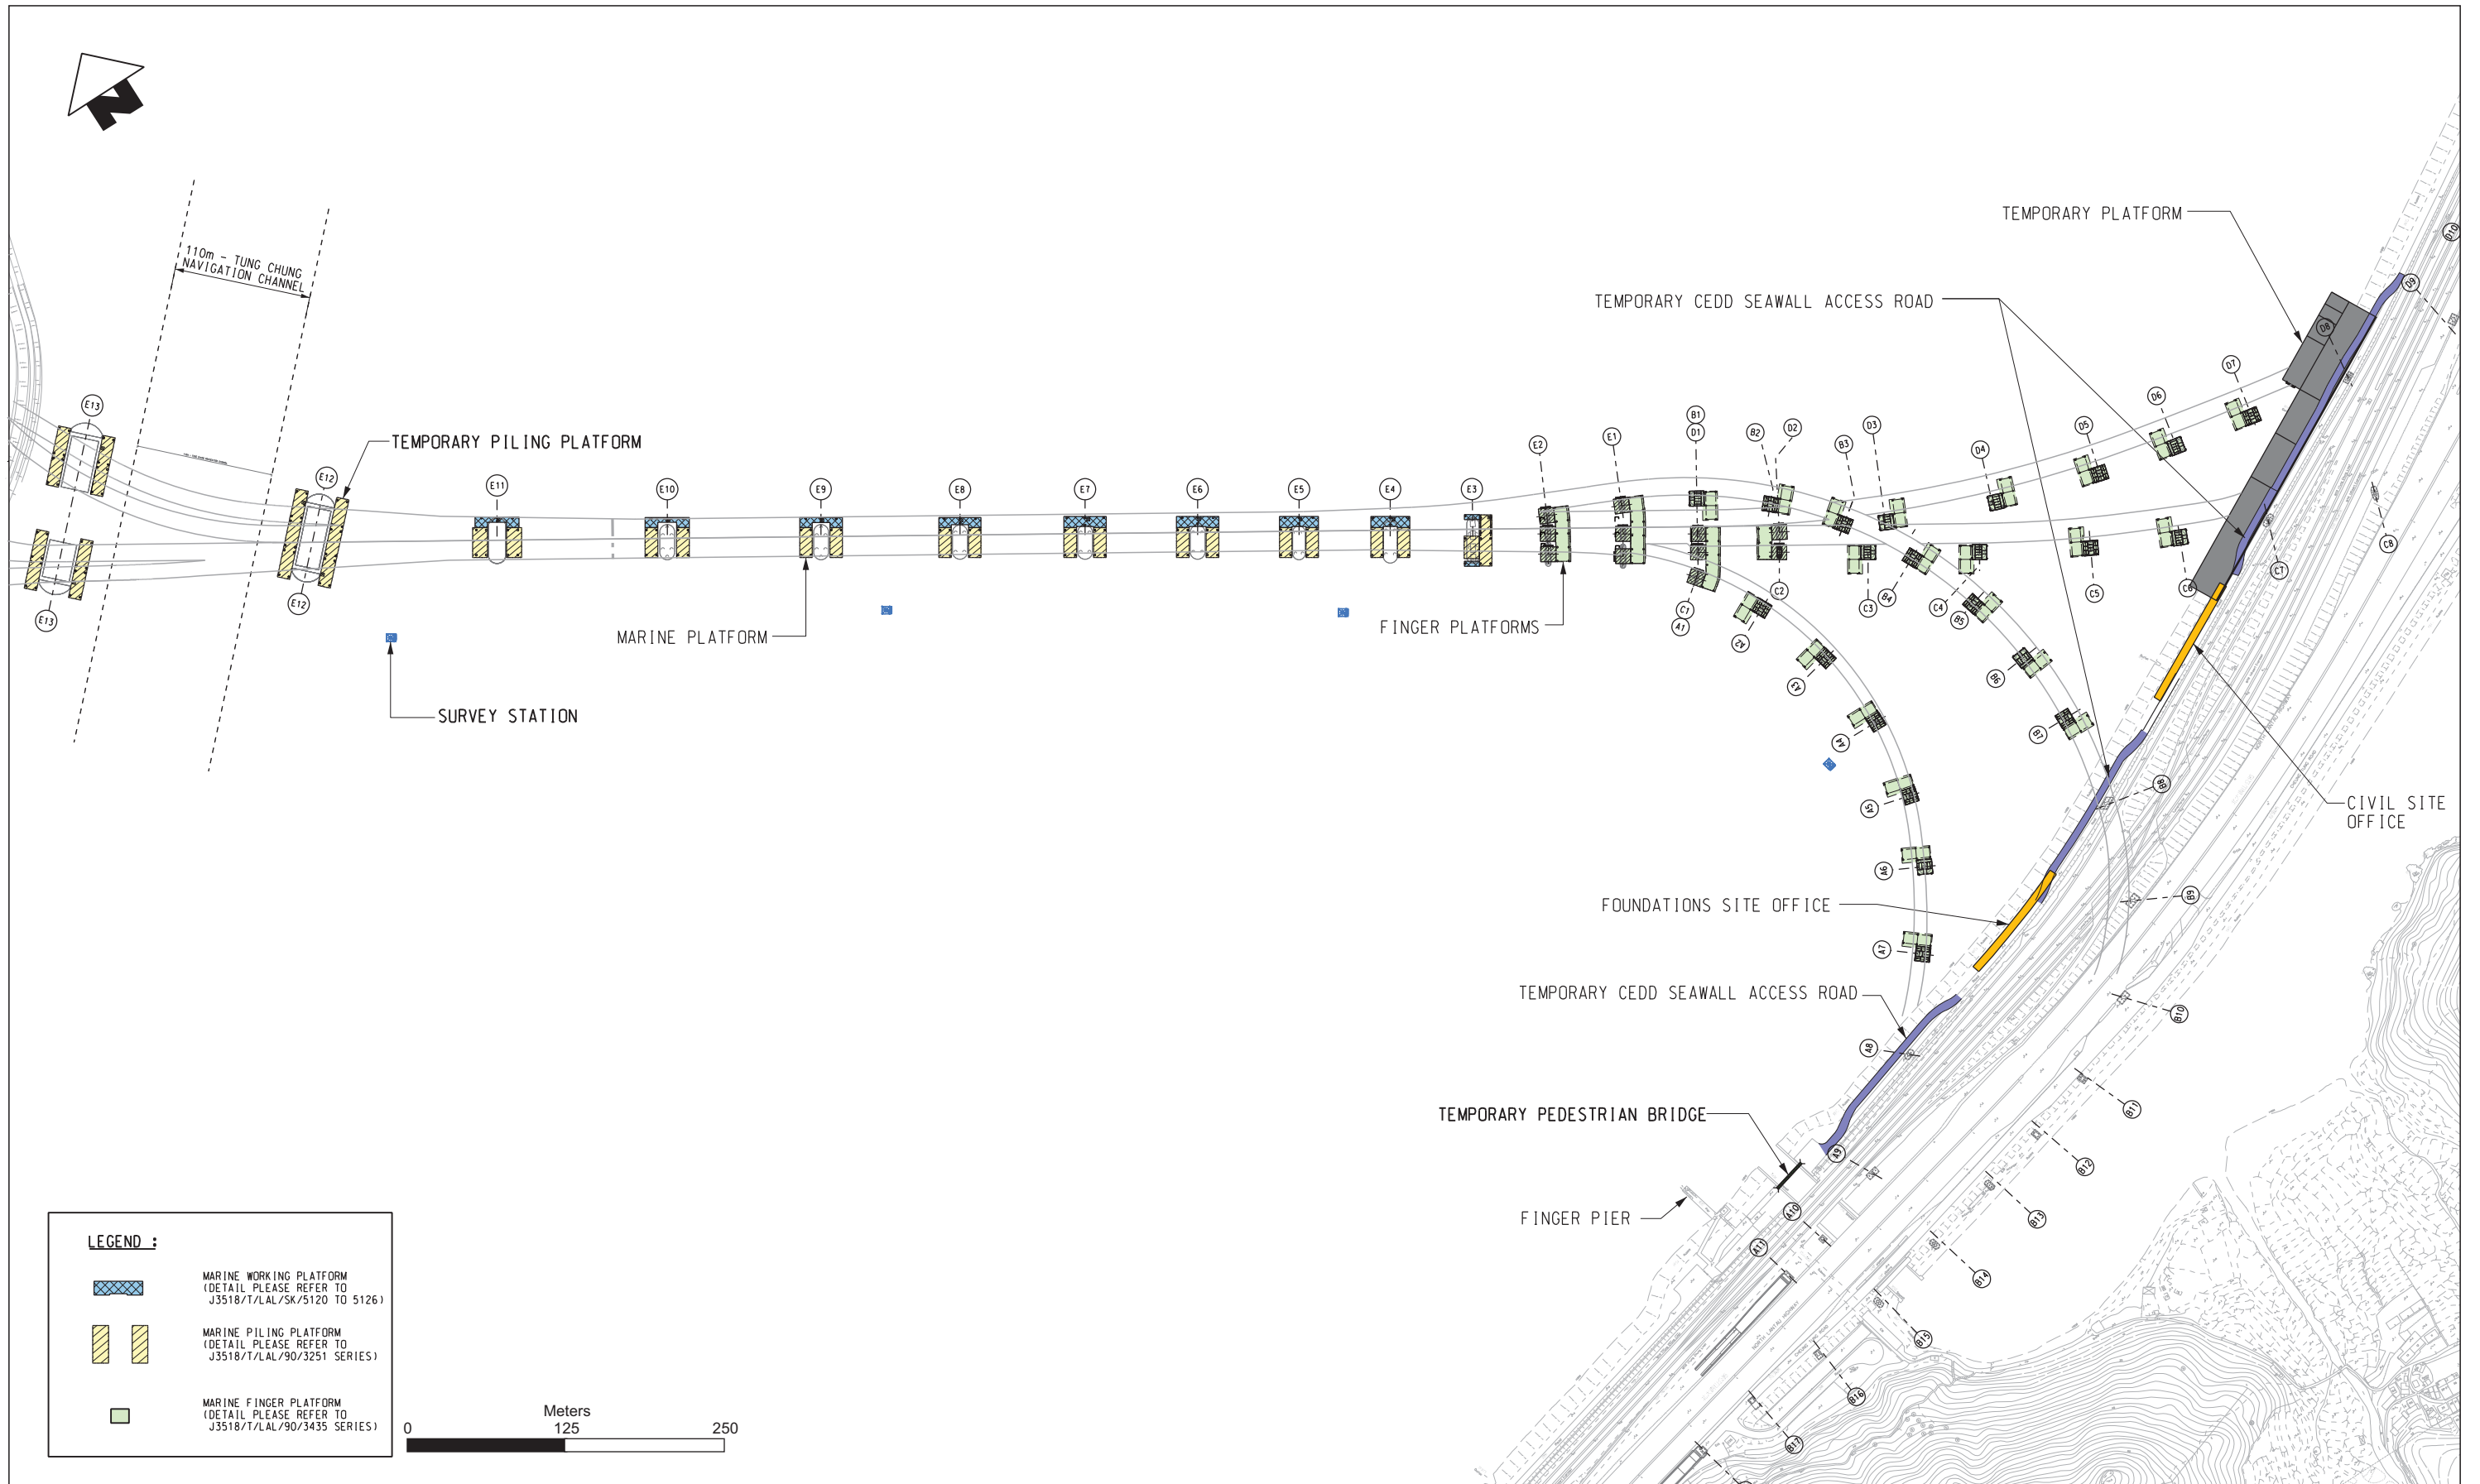 N
TEMPORARY PLATFORM
D10
110m - TUNG CHUNG
NAVIGATION CHANNEL
TEMPORARY CEDD SEAWALL ACCESS ROAD
D9
D8
D7
D6
E13
TEMPORARY PILING PLATFORM
B1
D1
B2
D2
B3
D3
D5
D4
E2
E1
E12
E11
E10
E9
E8
E7
E6
E5
E4
E3
C8
C7
C6
C5
C4
C3
C2
C1
A1
B4
B5
E12
E13
MARINE PLATFORM
FINGER PLATFORMS
A2
A3
B6
B7
SURVEY STATION
A4
B8
CIVIL SITE
OFFICE
A5
A6
B9
FOUNDATIONS SITE OFFICE
A7
TEMPORARY CEDD SEAWALL ACCESS ROAD
B10
A8
TEMPORARY PEDESTRIAN BRIDGE
B11
A9
B12
FINGER PIER
A10
B13
A11
B14
NORTH LANTAU HIGHWAY
B15
B16
B17
LEGEND :
MARINE WORKING PLATFORM
(DETAIL PLEASE REFER TO
J3518/T/LAL/SK/5120 TO 5126)
MARINE PILING PLATFORM
(DETAIL PLEASE REFER TO
J3518/T/LAL/90/3251 SERIES)
MARINE FINGER PLATFORM
(DETAIL PLEASE REFER TO
J3518/T/LAL/90/3435 SERIES)
Meters
0 125 250